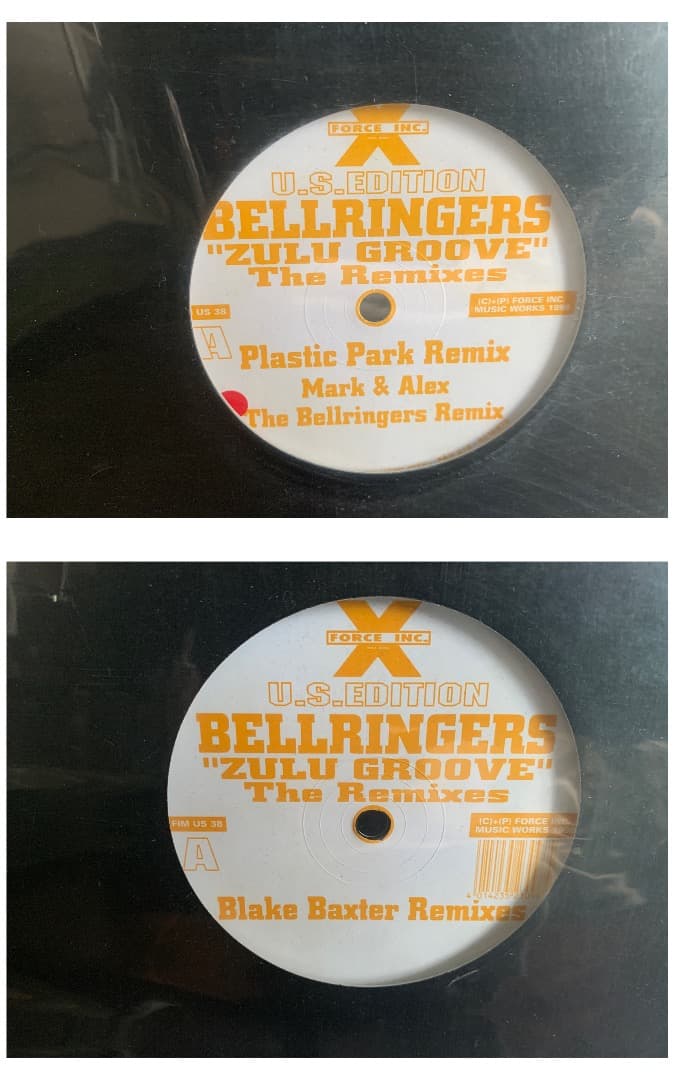 FORCE INC.
U.S.EDITION
BELLRINGERS
"ZULU GROOVE"
The Remixes
US 38
(C)+(P) FORCE INC.
MUSIC WORKS
A
Plastic Park Remix
Mark & Alex
The Bellringers Remix
FORCE INC.
U.S.EDITION
BELLRINGERS
"ZULU GROOVE"
The Remixes
FIM US 38
(C)+(P) FORCE INC.
MUSIC WORKS
A
Blake Baxter Remixes